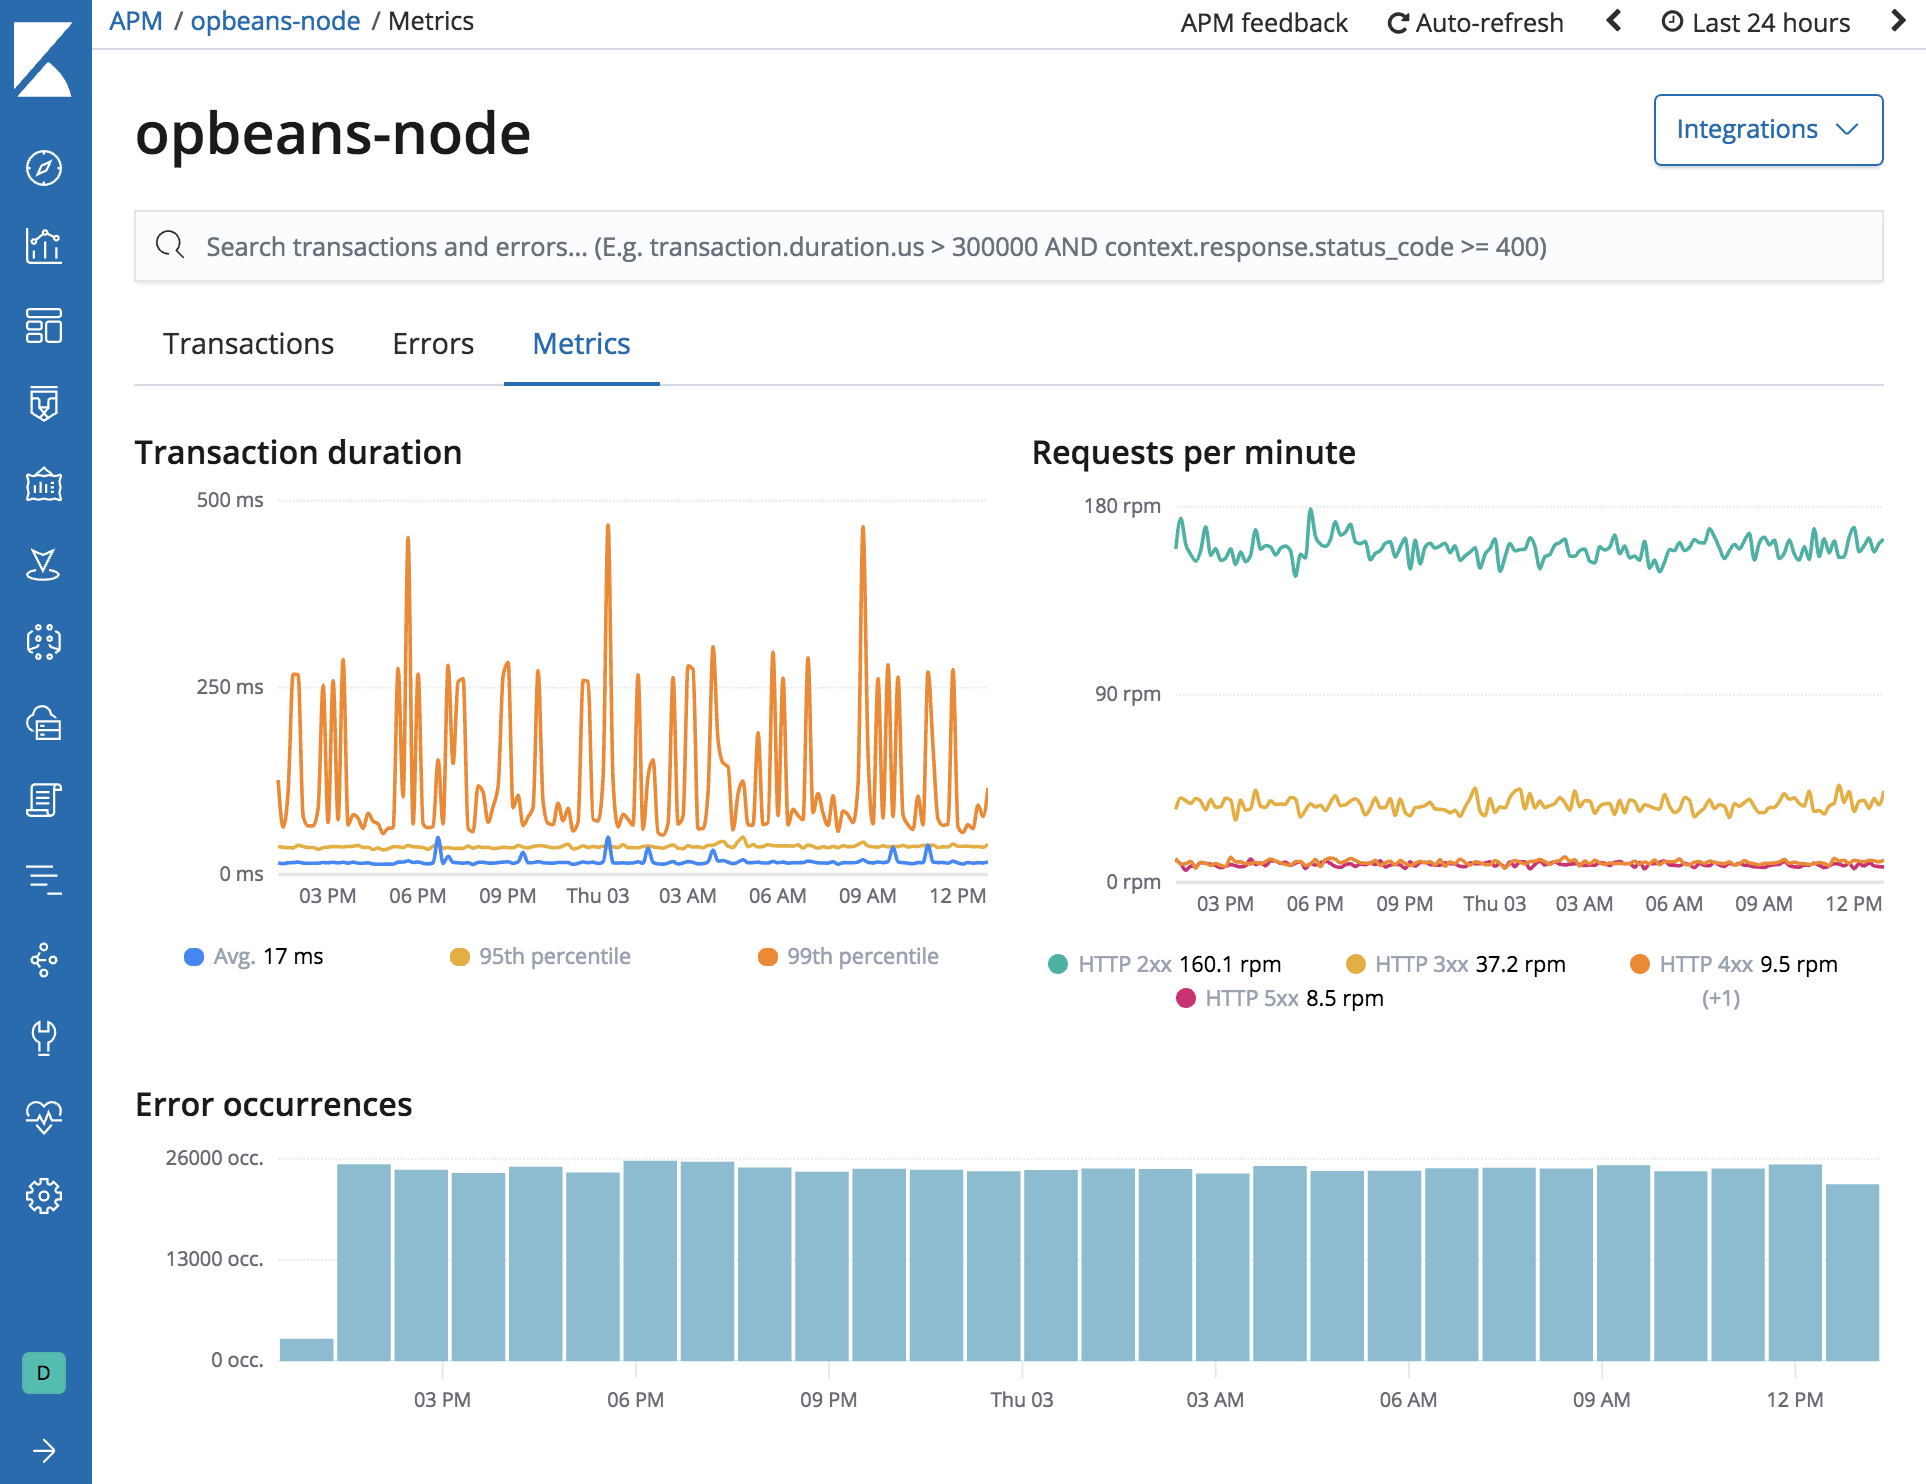 APM / opbeans-node / Metrics
APM feedback Auto-refresh Last 24 hours
opbeans-node
Integrations
Search transactions and errors... (E.g. transaction.duration.us > 300000 AND context.response.status_code >= 400)
Transactions Errors Metrics
Transaction duration
500 ms
250 ms
0 ms
03 PM 06 PM 09 PM Thu 03 03 AM 06 AM 09 AM 12 PM
Avg. 17 ms 95th percentile 99th percentile
Requests per minute
180 rpm
90 rpm
0 rpm
03 PM 06 PM 09 PM Thu 03 03 AM 06 AM 09 AM 12 PM
HTTP 2xx 160.1 rpm HTTP 3xx 37.2 rpm HTTP 4xx 9.5 rpm
HTTP 5xx 8.5 rpm (+1)
Error occurrences
26000 occ.
13000 occ.
0 occ.
03 PM 06 PM 09 PM Thu 03 03 AM 06 AM 09 AM 12 PM
D